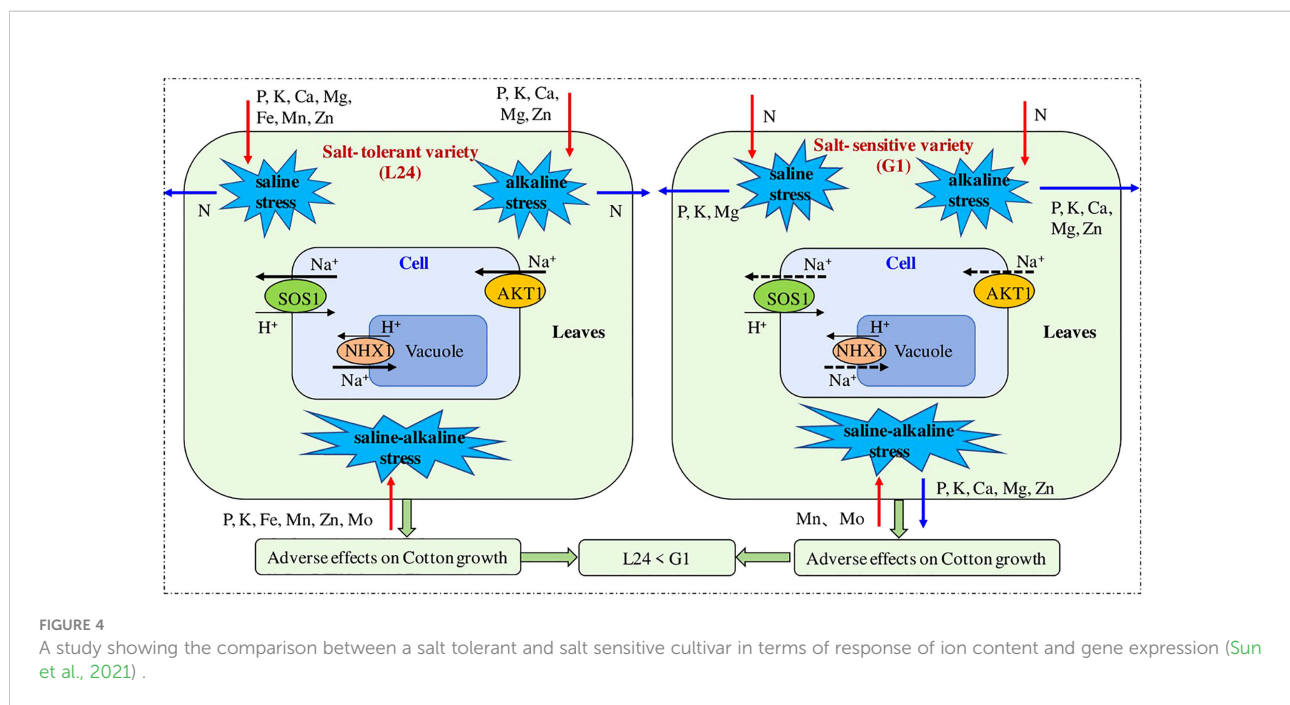 P, K, Ca, Mg,
Fe, Mn, Zn
P, K, Ca,
Mg, Zn
Salt-tolerant variety
(L24)
saline
stress
alkaline
stress
N
N
Na⁺
Cell
Na⁺
SOS1
AKT1
H⁺
H⁺
Leaves
NHX1
Vacuole
Na⁺
saline-alkaline
stress
P, K, Fe, Mn, Zn, Mo
Adverse effects on Cotton growth
N
N
Salt-sensitive variety
(G1)
saline
stress
alkaline
stress
P, K, Mg
P, K, Ca,
Mg, Zn
Na⁺
Cell
Na⁺
SOS1
AKT1
H⁺
H⁺
Leaves
NHX1
Vacuole
Na⁺
saline-alkaline
stress
P, K, Ca, Mg, Zn
Mn、Mo
L24 < G1
Adverse effects on Cotton growth
FIGURE 4
A study showing the comparison between a salt tolerant and salt sensitive cultivar in terms of response of ion content and gene expression (Sun
et al., 2021) .